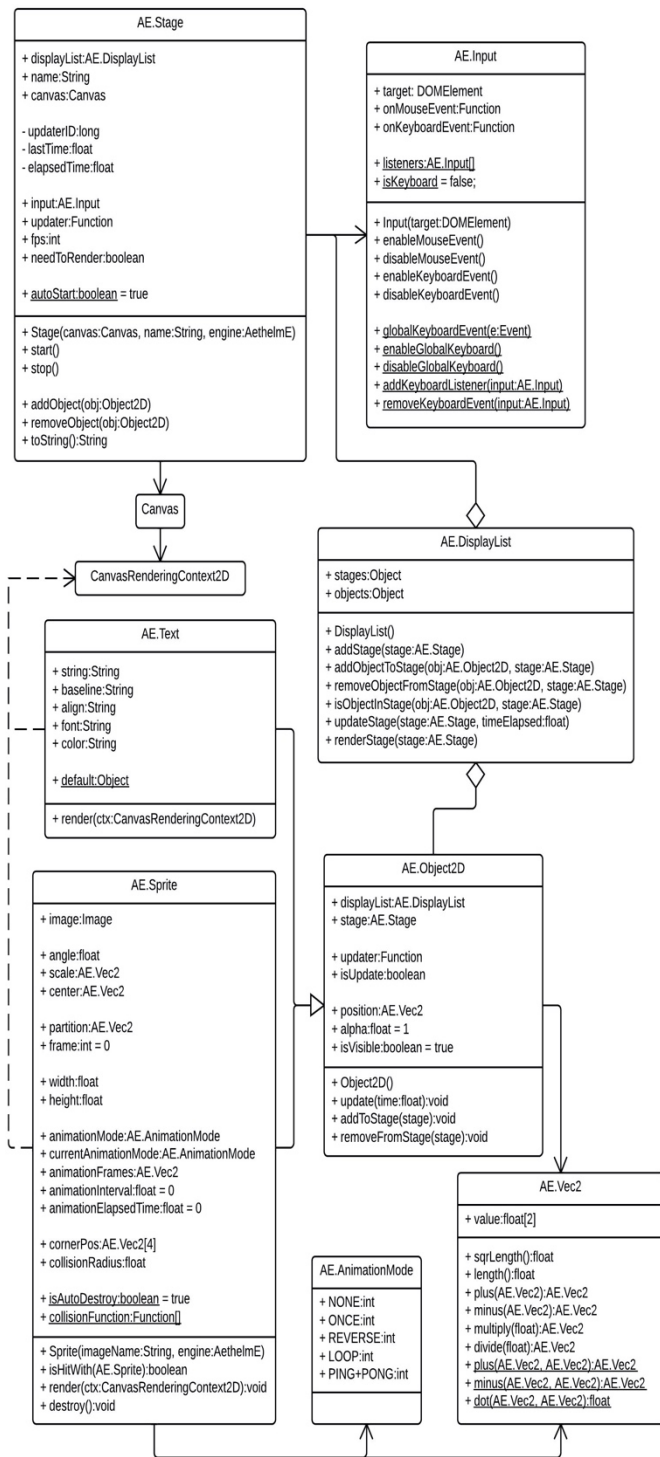 AE.Stage
+ displayList:AE.DisplayList
+ name:String
+ canvas:Canvas
- updaterID:long
- lastTime:float
- elapsedTime:float
+ input:AE.Input
+ updater:Function
+ fps:int
+ needToRender:boolean
+ autoStart:boolean = true
+ Stage(canvas:Canvas, name:String, engine:AethelmE)
+ start()
+ stop()
+ addObject(obj:Object2D)
+ removeObject(obj:Object2D)
+ toString():String
AE.Input
+ target: DOMElement
+ onMouseEvent:Function
+ onKeyboardEvent:Function
+ listeners:AE.Input[]
+ isKeyboard = false;
+ Input(target:DOMElement)
+ enableMouseEvent()
+ disableMouseEvent()
+ enableKeyboardEvent()
+ disableKeyboardEvent()
+ globalKeyboardEvent(e:Event)
+ enableGlobalKeyboard()
+ disableGlobalKeyboard()
+ addKeyboardListener(input:AE.Input)
+ removeKeyboardEvent(input:AE.Input)
Canvas
CanvasRenderingContext2D
AE.DisplayList
+ stages:Object
+ objects:Object
+ DisplayList()
+ addStage(stage:AE.Stage)
+ addObjectToStage(obj:AE.Object2D, stage:AE.Stage)
+ removeObjectFromStage(obj:AE.Object2D, stage:AE.Stage)
+ isObjectInStage(obj:AE.Object2D, stage:AE.Stage)
+ updateStage(stage:AE.Stage, timeElapsed:float)
+ renderStage(stage:AE.Stage)
AE.Text
+ string:String
+ baseline:String
+ align:String
+ font:String
+ color:String
+ default:Object
+ render(ctx:CanvasRenderingContext2D)
AE.Sprite
+ image:Image
+ angle:float
+ scale:AE.Vec2
+ center:AE.Vec2
+ partition:AE.Vec2
+ frame:int = 0
+ width:float
+ height:float
+ animationMode:AE.AnimationMode
+ currentAnimationMode:AE.AnimationMode
+ animationFrames:AE.Vec2
+ animationInterval:float = 0
+ animationElapsedTime:float = 0
+ cornerPos:AE.Vec2[4]
+ collisionRadius:float
+ isAutoDestroy:boolean = true
+ collisionFunction:Function[]
+ Sprite(imageName:String, engine:AethelmE)
+ isHitWith(AE.Sprite):boolean
+ render(ctx:CanvasRenderingContext2D):void
+ destroy():void
AE.Object2D
+ displayList:AE.DisplayList
+ stage:AE.Stage
+ updater:Function
+ isUpdate:boolean
+ position:AE.Vec2
+ alpha:float = 1
+ isVisible:boolean = true
+ Object2D()
+ update(time:float):void
+ addToStage(stage):void
+ removeFromStage(stage):void
AE.AnimationMode
+ NONE:int
+ ONCE:int
+ REVERSE:int
+ LOOP:int
+ PING+PONG:int
AE.Vec2
+ value:float[2]
+ sqrLength():float
+ length():float
+ plus(AE.Vec2):AE.Vec2
+ minus(AE.Vec2):AE.Vec2
+ multiply(float):AE.Vec2
+ divide(float):AE.Vec2
+ plus(AE.Vec2, AE.Vec2):AE.Vec2
+ minus(AE.Vec2, AE.Vec2):AE.Vec2
+ dot(AE.Vec2, AE.Vec2):float